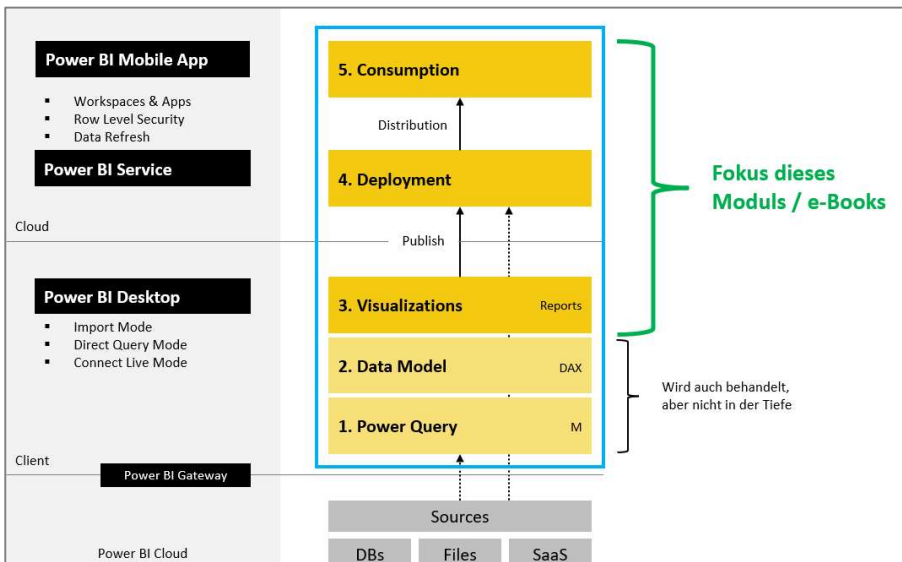 Power BI Mobile App
Workspaces & Apps
Row Level Security
Data Refresh
Power BI Service
Cloud
Power BI Desktop
Import Mode
Direct Query Mode
Connect Live Mode
Client
Power BI Gateway
Power BI Cloud
5. Consumption
Distribution
4. Deployment
Publish
3. Visualizations Reports
2. Data Model DAX
1. Power Query M
Sources
DBs Files SaaS
Fokus dieses
Moduls / e-Books
Wird auch behandelt,
aber nicht in der Tiefe